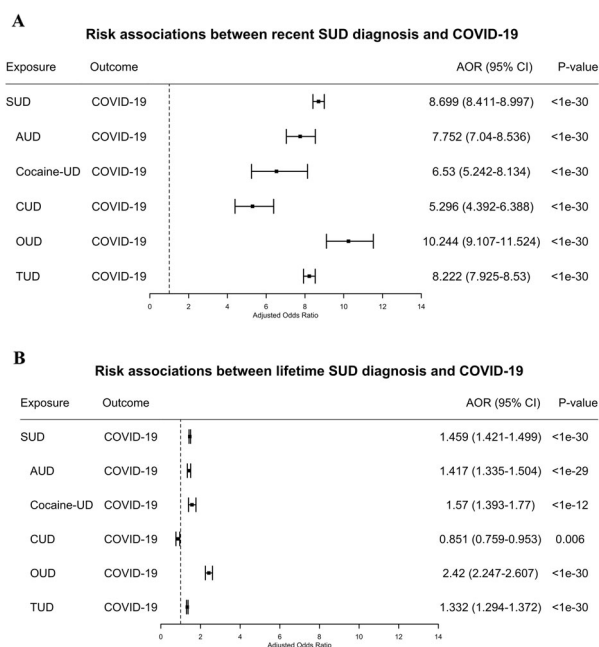 A
Risk associations between recent SUD diagnosis and COVID-19
Exposure Outcome AOR (95% CI) P-value
SUD COVID-19 8.699 (8.411-8.997) <1e-30
AUD COVID-19 7.752 (7.04-8.536) <1e-30
Cocaine-UD COVID-19 6.53 (5.242-8.134) <1e-30
CUD COVID-19 5.296 (4.392-6.388) <1e-30
OUD COVID-19 10.244 (9.107-11.524) <1e-30
TUD COVID-19 8.222 (7.925-8.53) <1e-30
0 2 4 6 8 10 12 14
Adjusted Odds Ratio
B
Risk associations between lifetime SUD diagnosis and COVID-19
Exposure Outcome AOR (95% CI) P-value
SUD COVID-19 1.459 (1.421-1.499) <1e-30
AUD COVID-19 1.417 (1.335-1.504) <1e-29
Cocaine-UD COVID-19 1.57 (1.393-1.77) <1e-12
CUD COVID-19 0.851 (0.759-0.953) 0.006
OUD COVID-19 2.42 (2.247-2.607) <1e-30
TUD COVID-19 1.332 (1.294-1.372) <1e-30
0 2 4 6 8 10 12 14
Adjusted Odds Ratio